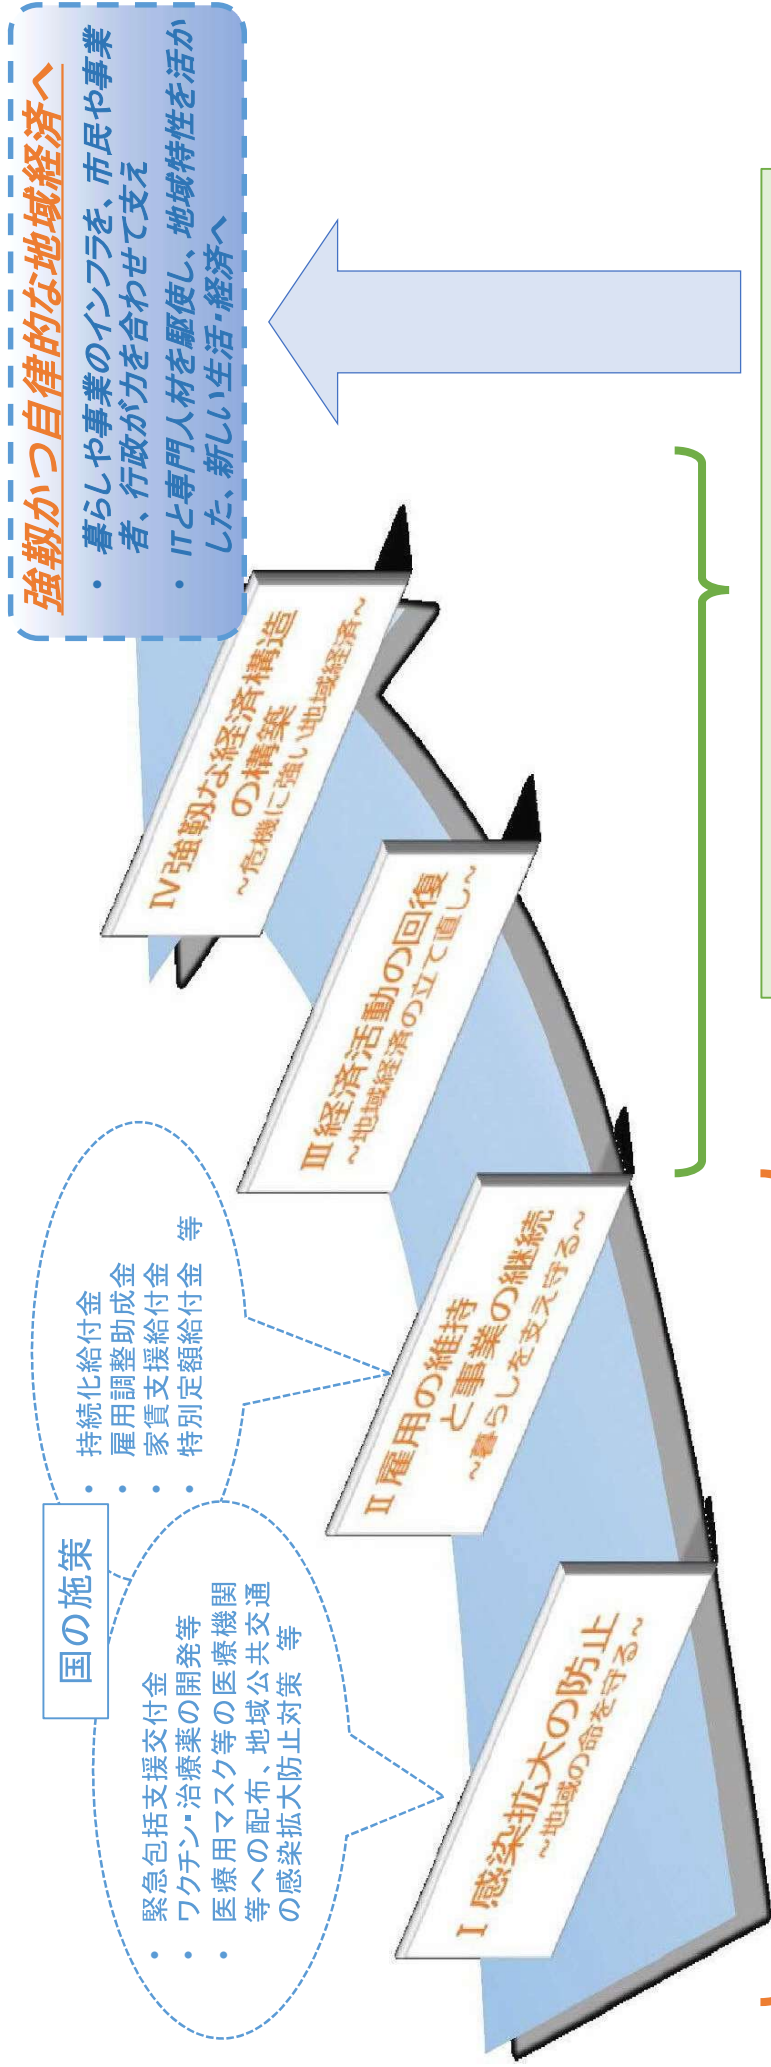 強靱かつ自律的な地域経済へ
・ 暮らしや事業のインフラを、市民や事業
者、行政が力を合わせて支え
・ ITと専門人材を駆使し、地域特性を活か
した、新しい生活・経済へ
国の施策
・ 緊急包括支援交付金
・ ワクチン・治療薬の開発等
・ 医療用マスク等の医療機関
等への配布、地域公共交通
の感染拡大防止対策 等
・ 持続化給付金
・ 雇用調整助成金
・ 家賃支援給付金
・ 特別定額給付金 等
Ⅰ 感染拡大の防止
~地域の命を守る~
Ⅱ 雇用の維持
と事業の継続
~暮らしを支え守る~
Ⅲ 経済活動の回復
~地域経済の立て直し~
Ⅳ 強靱な経済構造
の構築
~危機に強い地域経済~